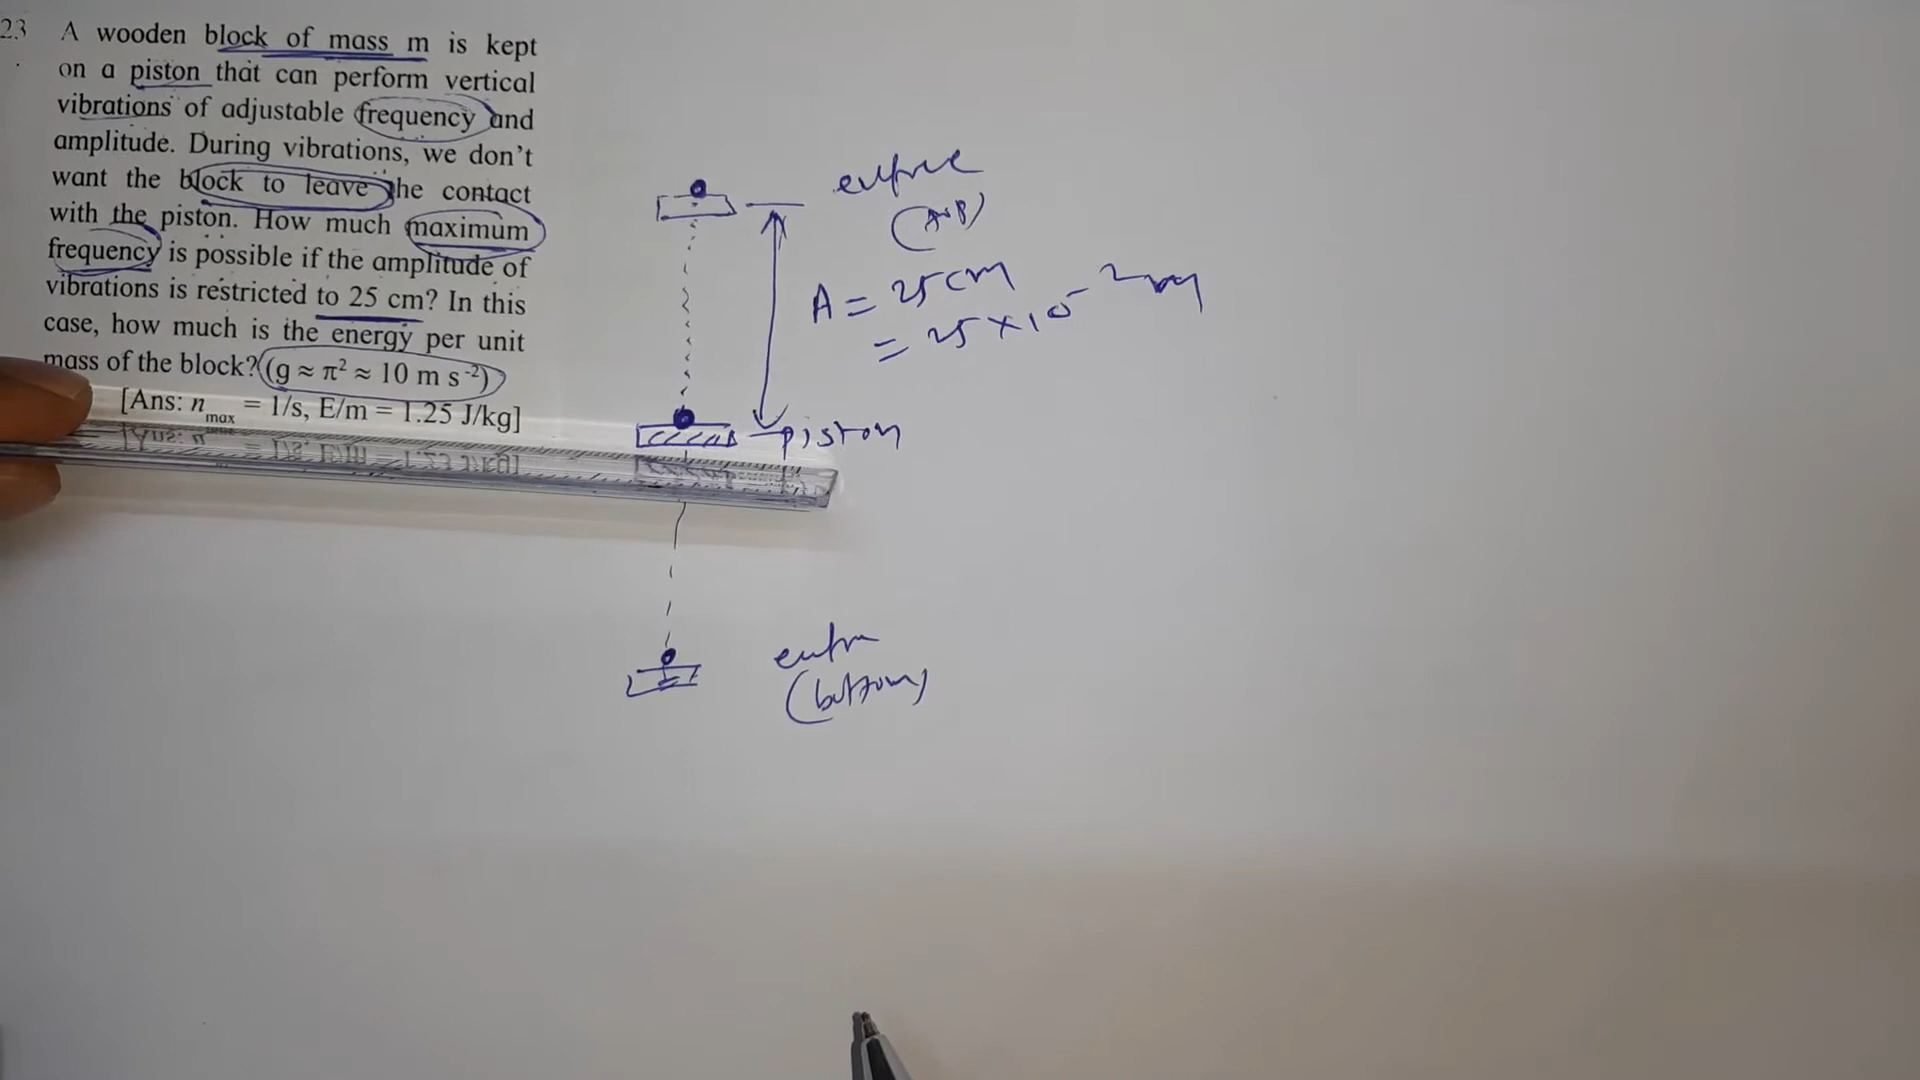 23 A wooden block of mass m is kept
on a piston that can perform vertical
vibrations of adjustable frequency and
amplitude. During vibrations, we don't
want the block to leave the contact
with the piston. How much maximum
frequency is possible if the amplitude of
vibrations is restricted to 25 cm? In this
case, how much is the energy per unit
mass of the block? (g ≈ π² ≈ 10 m s⁻²)
[Ans: n_max = 1/s, E/m = 1.25 J/kg]
A = 25 cm
= 25 × 10⁻² m
piston
(bottom)